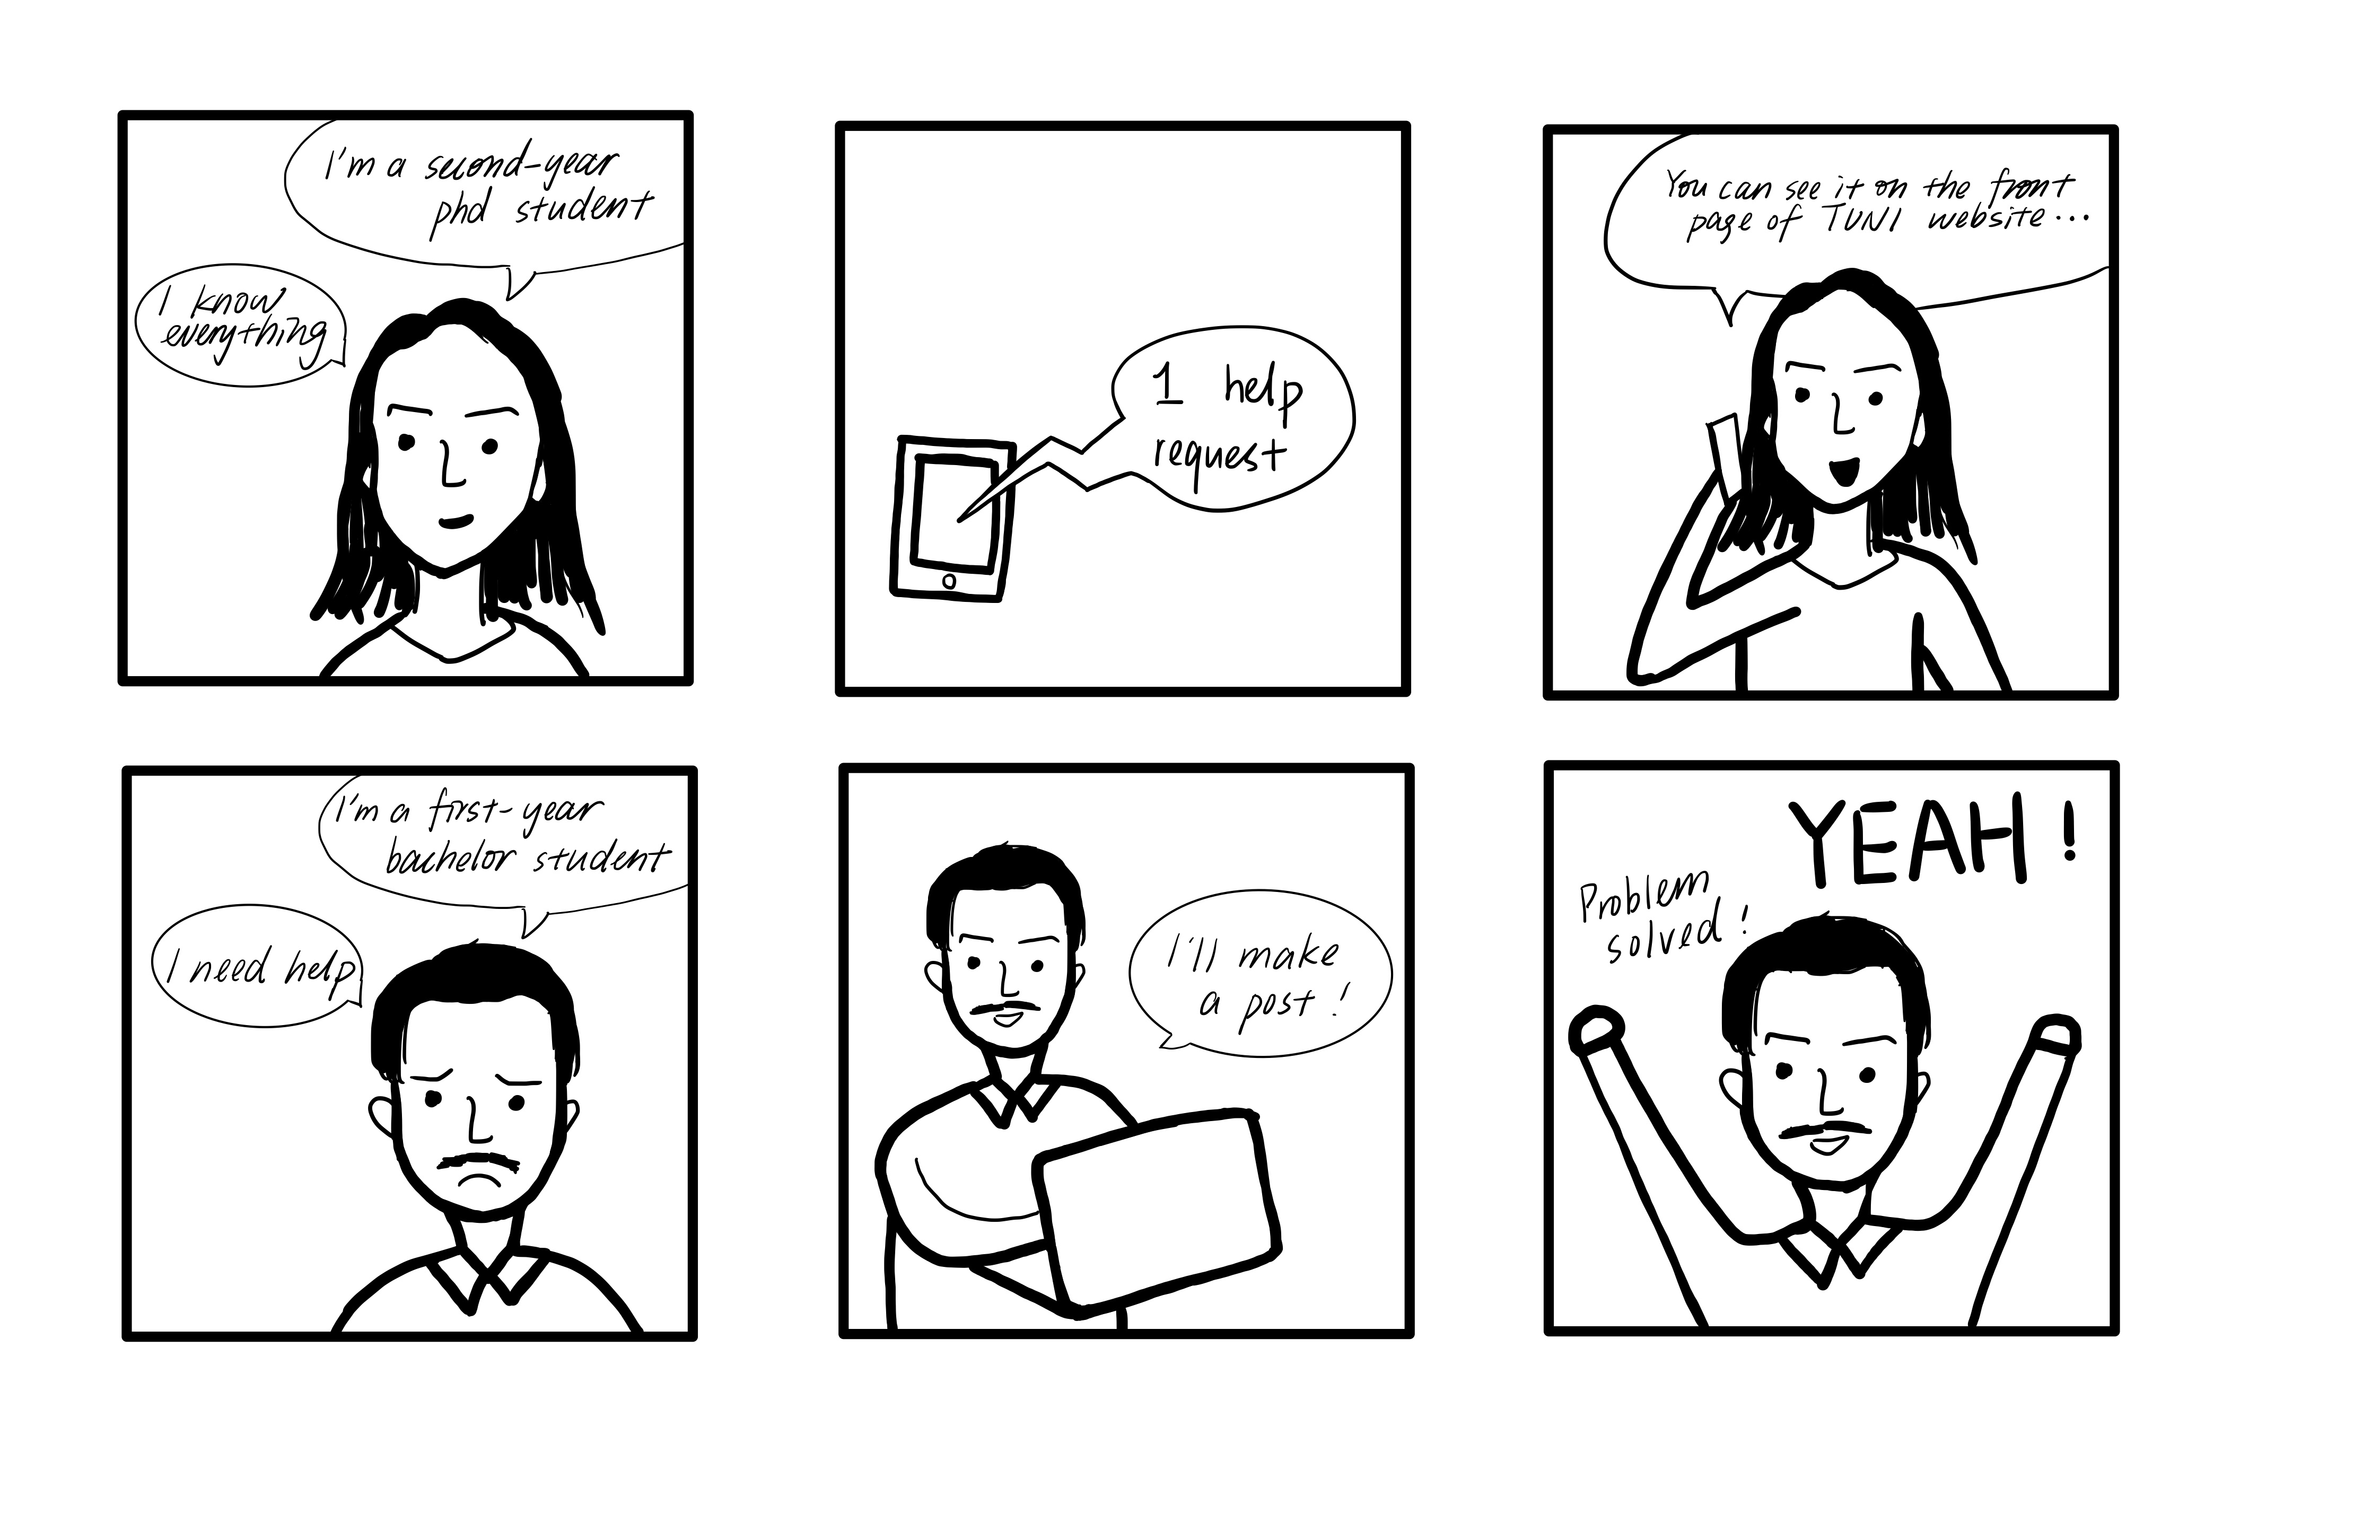 I'm a second-year
phd student
I know
everything
1 help
request
You can see it on the front
page of TUNI website...
I'm a first-year
bachelor student
I need help
I'll make
a post!
YEAH!
Problem
solved!